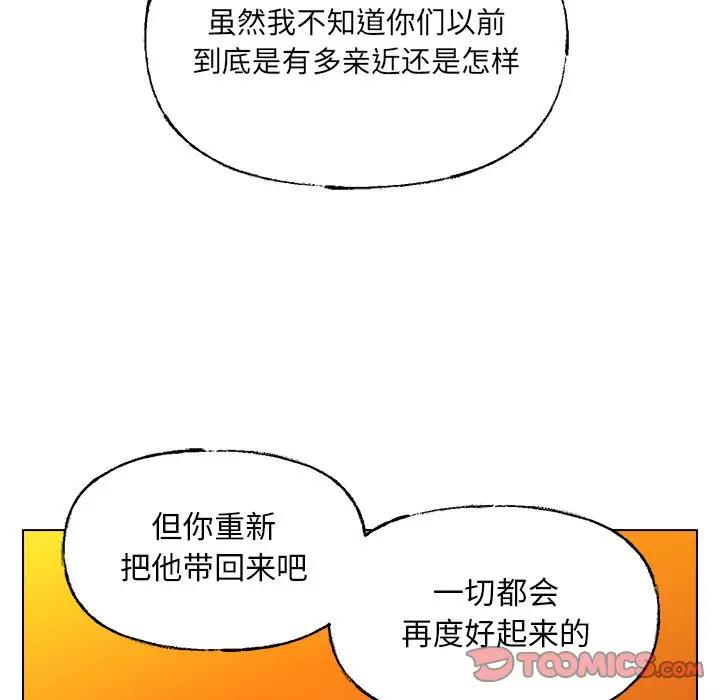 虽然我不知道你们以前
到底是有多亲近还是怎样
但你重新
把他带回来吧
一切都会
再度好起来的
TOOMICS.COM